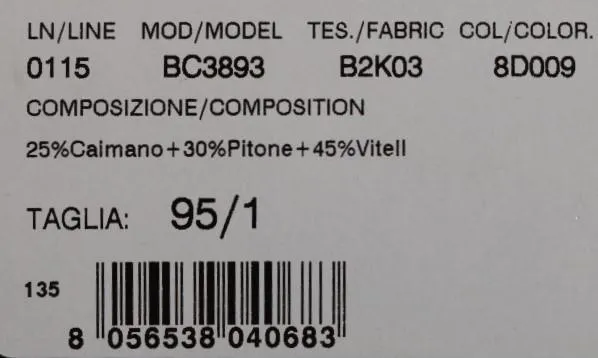 LN/LINE MOD/MODEL TES./FABRIC COL/COLOR.
0115 BC3893 B2K03 8D009
COMPOSIZIONE/COMPOSITION
25%Caimano+30%Pitone+45%Vitell
TAGLIA: 95/1
135
8 056538 040683